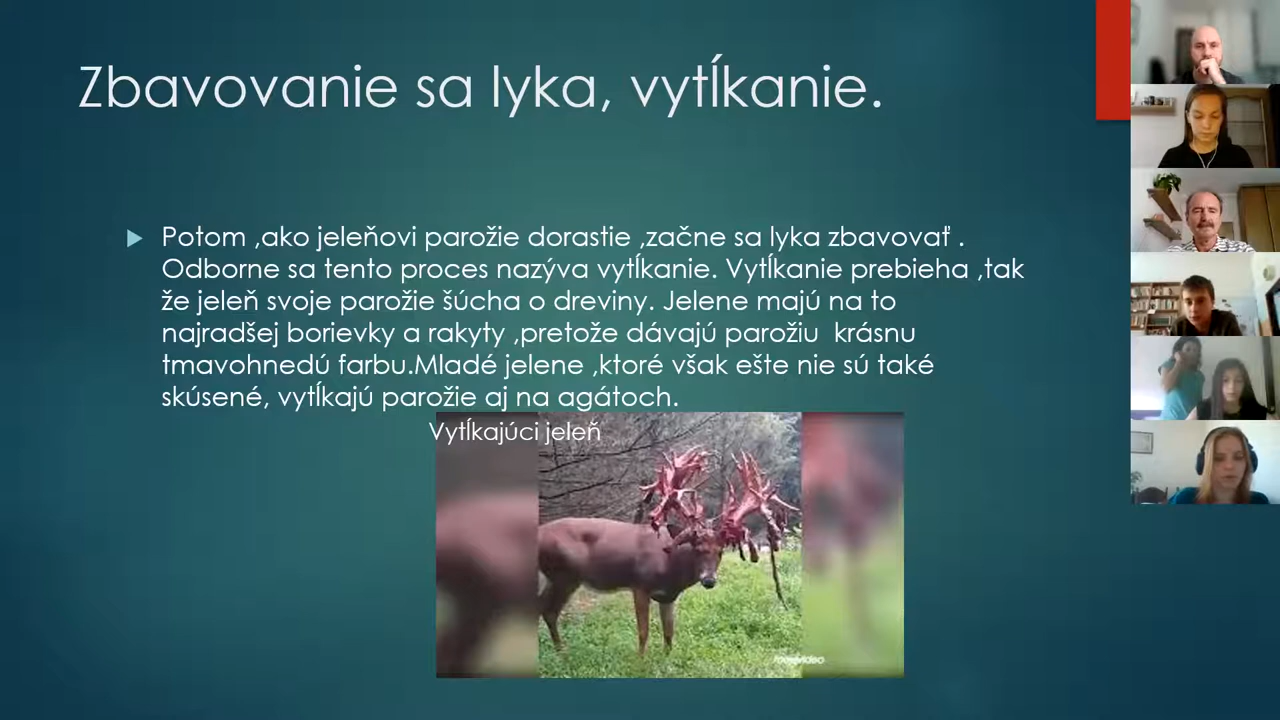 Zbavovanie sa lyka, vytĺkanie.
Potom ,ako jeleňovi parožie dorastie ,začne sa lyka zbavovať .
Odborne sa tento proces nazýva vytĺkanie. Vytĺkanie prebieha ,tak
že jeleň svoje parožie šúcha o dreviny. Jelene majú na to
najradšej borievky a rakyty ,pretože dávajú parožiu  krásnu
tmavohnedú farbu.Mladé jelene ,ktoré však ešte nie sú také
skúsené, vytĺkajú parožie aj na agátoch.
Vytĺkajúci jeleň